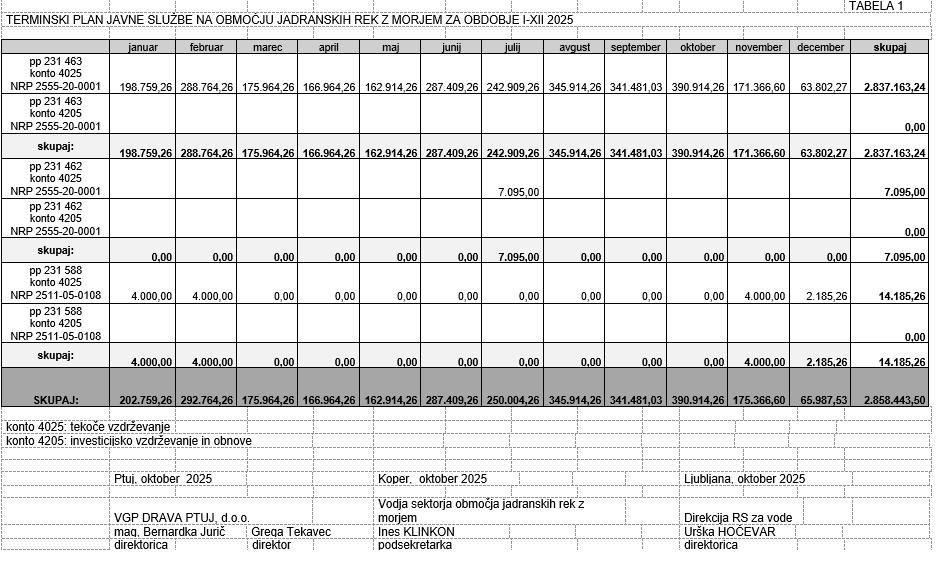 TABELA 1
TERMINSKI PLAN JAVNE SLUŽBE NA OBMOČJU JADRANSKIH REK Z MORJEM ZA OBDOBJE I-XII 2025
januar februar marec april maj junij julij avgust september oktober november december skupaj
pp 231 463
konto 4025
NRP 2555-20-0001 198.759,26 288.764,26 175.964,26 166.964,26 162.914,26 287.409,26 242.909,26 345.914,26 341.481,03 390.914,26 171.366,60 63.802,27 2.837.163,24
pp 231 463
konto 4205
NRP 2555-20-0001 0,00
skupaj: 198.759,26 288.764,26 175.964,26 166.964,26 162.914,26 287.409,26 242.909,26 345.914,26 341.481,03 390.914,26 171.366,60 63.802,27 2.837.163,24
pp 231 462
konto 4025
NRP 2555-20-0001 7.095,00 7.095,00
pp 231 462
konto 4205
NRP 2555-20-0001 0,00
skupaj: 0,00 0,00 0,00 0,00 0,00 0,00 7.095,00 0,00 0,00 0,00 0,00 0,00 7.095,00
pp 231 588
konto 4025
NRP 2511-05-0108 4.000,00 4.000,00 0,00 0,00 0,00 0,00 0,00 0,00 0,00 0,00 4.000,00 2.185,26 14.185,26
pp 231 588
konto 4205
NRP 2511-05-0108 0,00
skupaj: 4.000,00 4.000,00 0,00 0,00 0,00 0,00 0,00 0,00 0,00 0,00 4.000,00 2.185,26 14.185,26
SKUPAJ: 202.759,26 292.764,26 175.964,26 166.964,26 162.914,26 287.409,26 250.004,26 345.914,26 341.481,03 390.914,26 175.366,60 65.987,53 2.858.443,50
konto 4025: tekoče vzdrževanje
konto 4205: investicijsko vzdrževanje in obnove
Ptuj, oktober 2025 Koper, oktober 2025 Ljubljana, oktober 2025
Vodja sektorja območja jadranskih rek z
VGP DRAVA PTUJ, d.o.o. morjem Direkcija RS za vode
mag. Bernardka Jurič Grega Tekavec Ines KLINKON Urška HOČEVAR
direktorica direktor podsekretarka direktorica